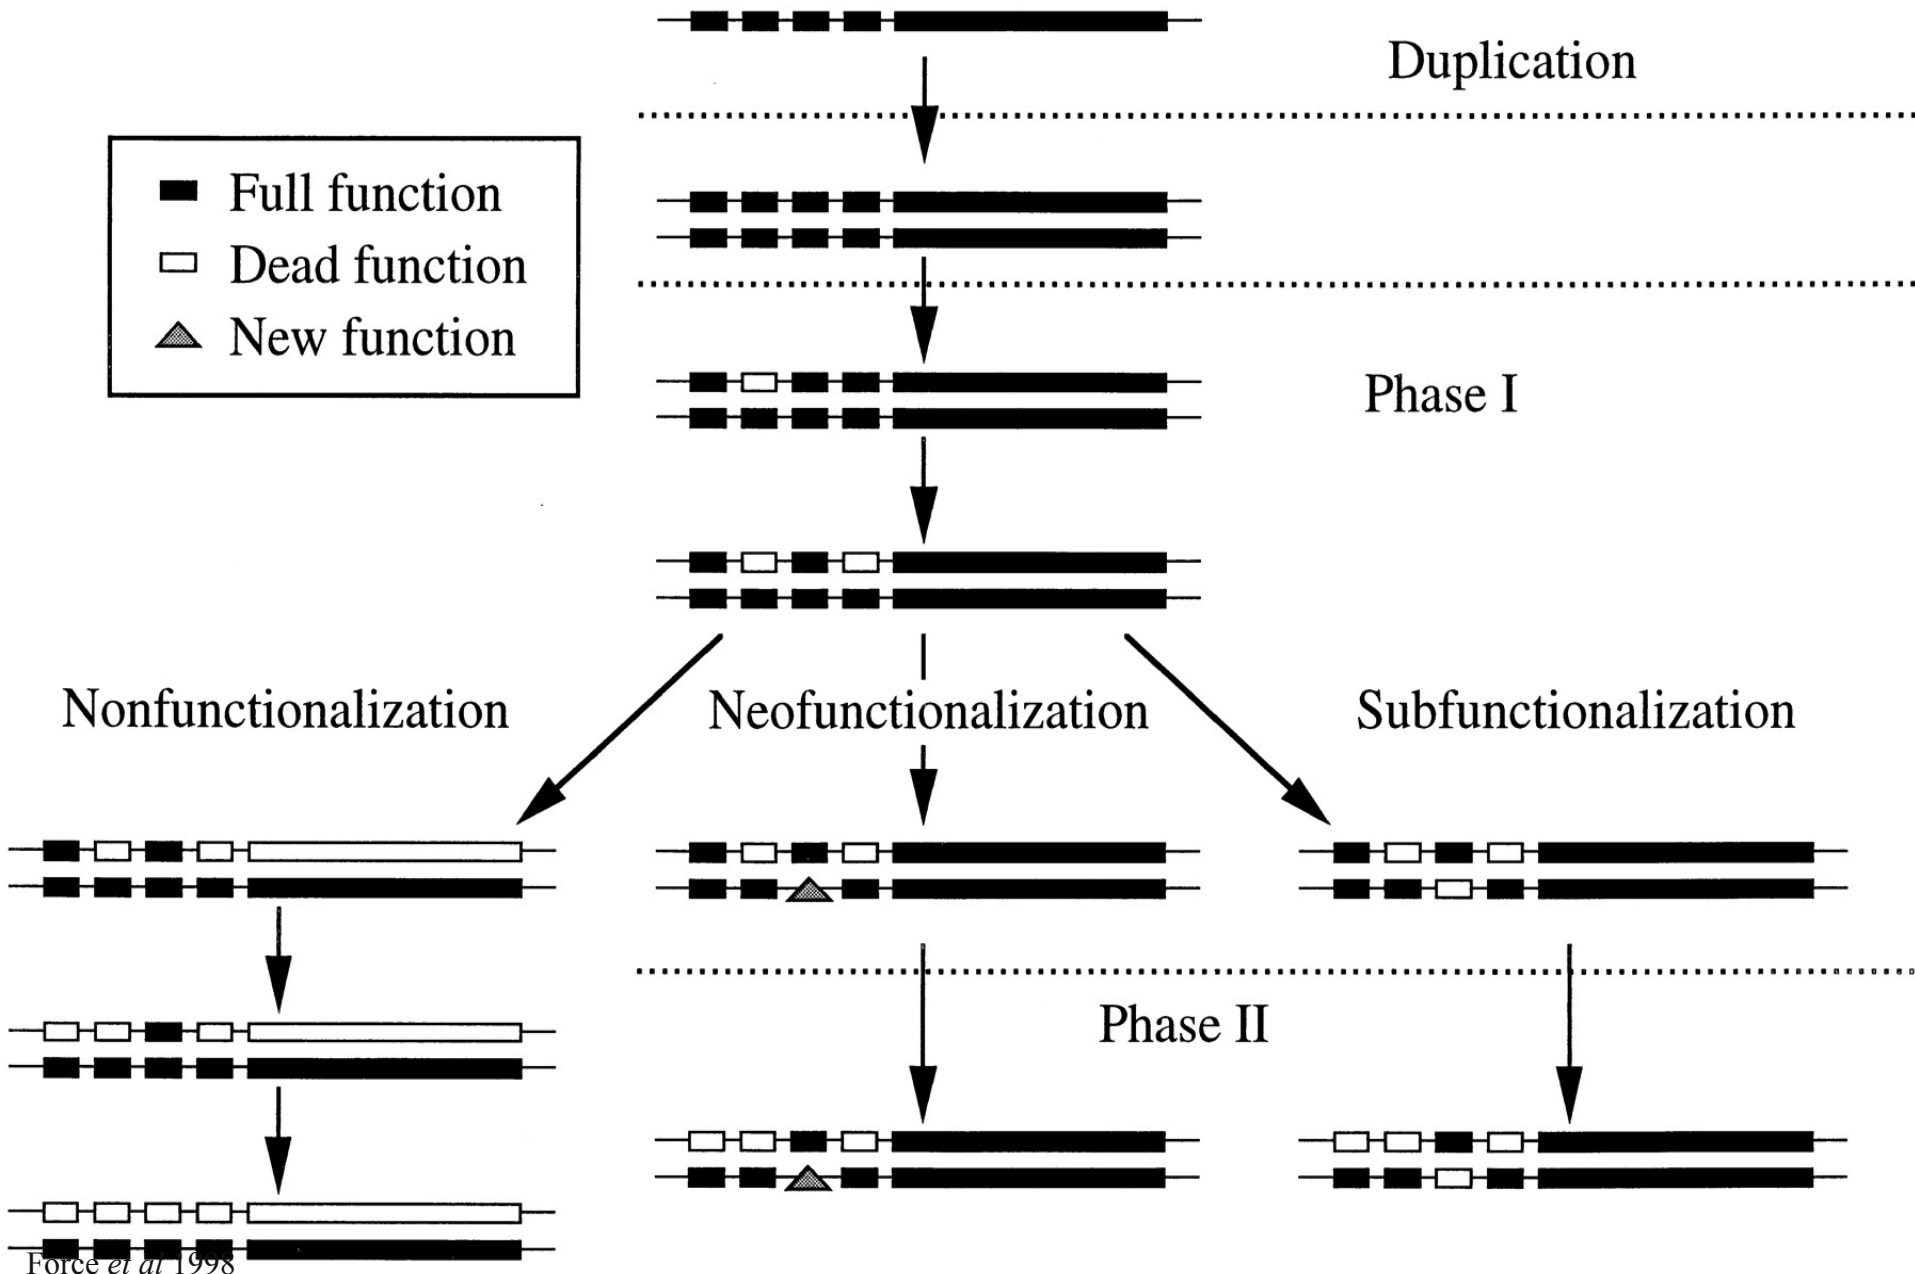 Duplication
Full function
Dead function
New function
Phase I
Nonfunctionalization
Neofunctionalization
Subfunctionalization
Phase II
Force et al 1998